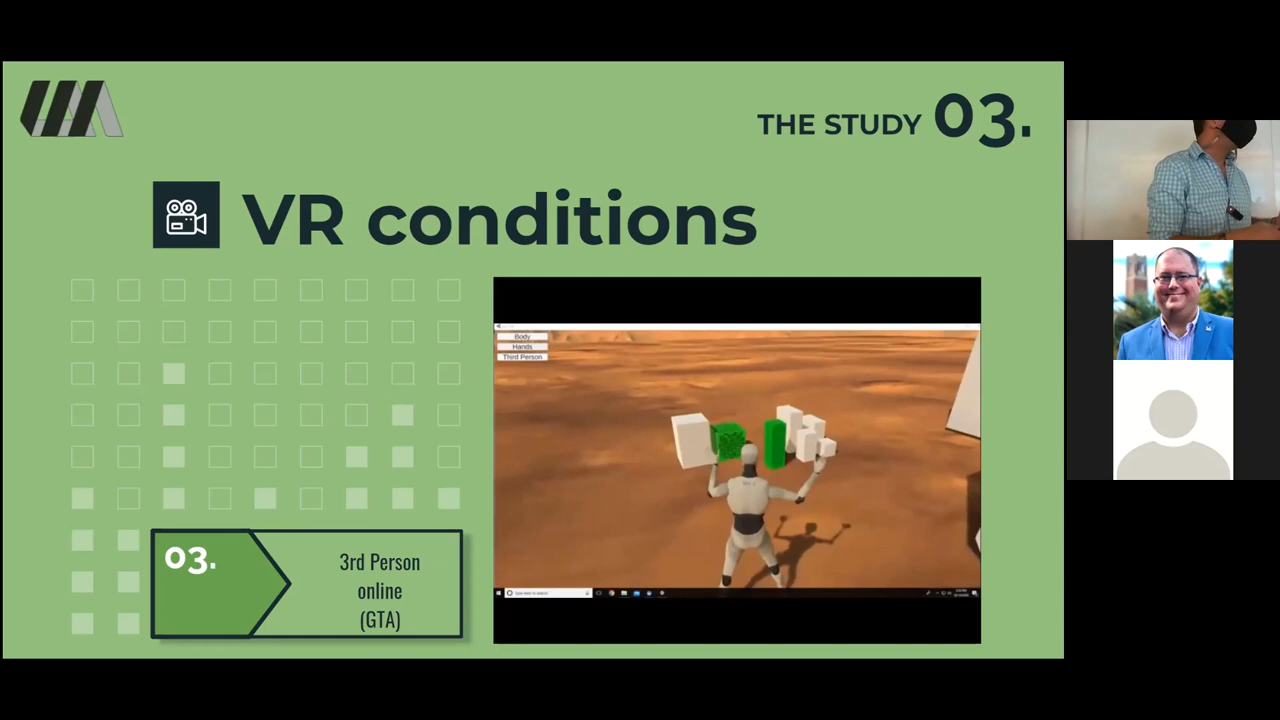 THE STUDY 03.
VR conditions
Body
Hands
Third Person
03.
3rd Person
online
(GTA)